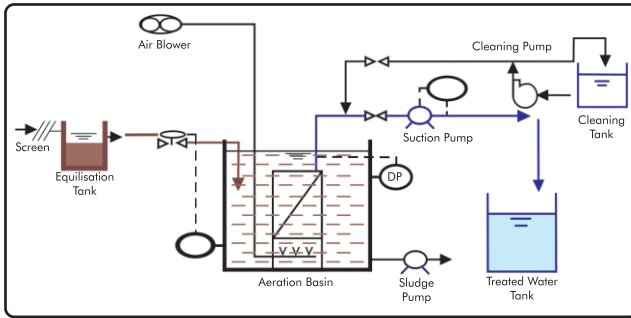 Air Blower
Cleaning Pump
Screen
Equilisation
Tank
Suction Pump
Cleaning
Tank
DP
Aeration Basin
Sludge
Pump
Treated Water
Tank